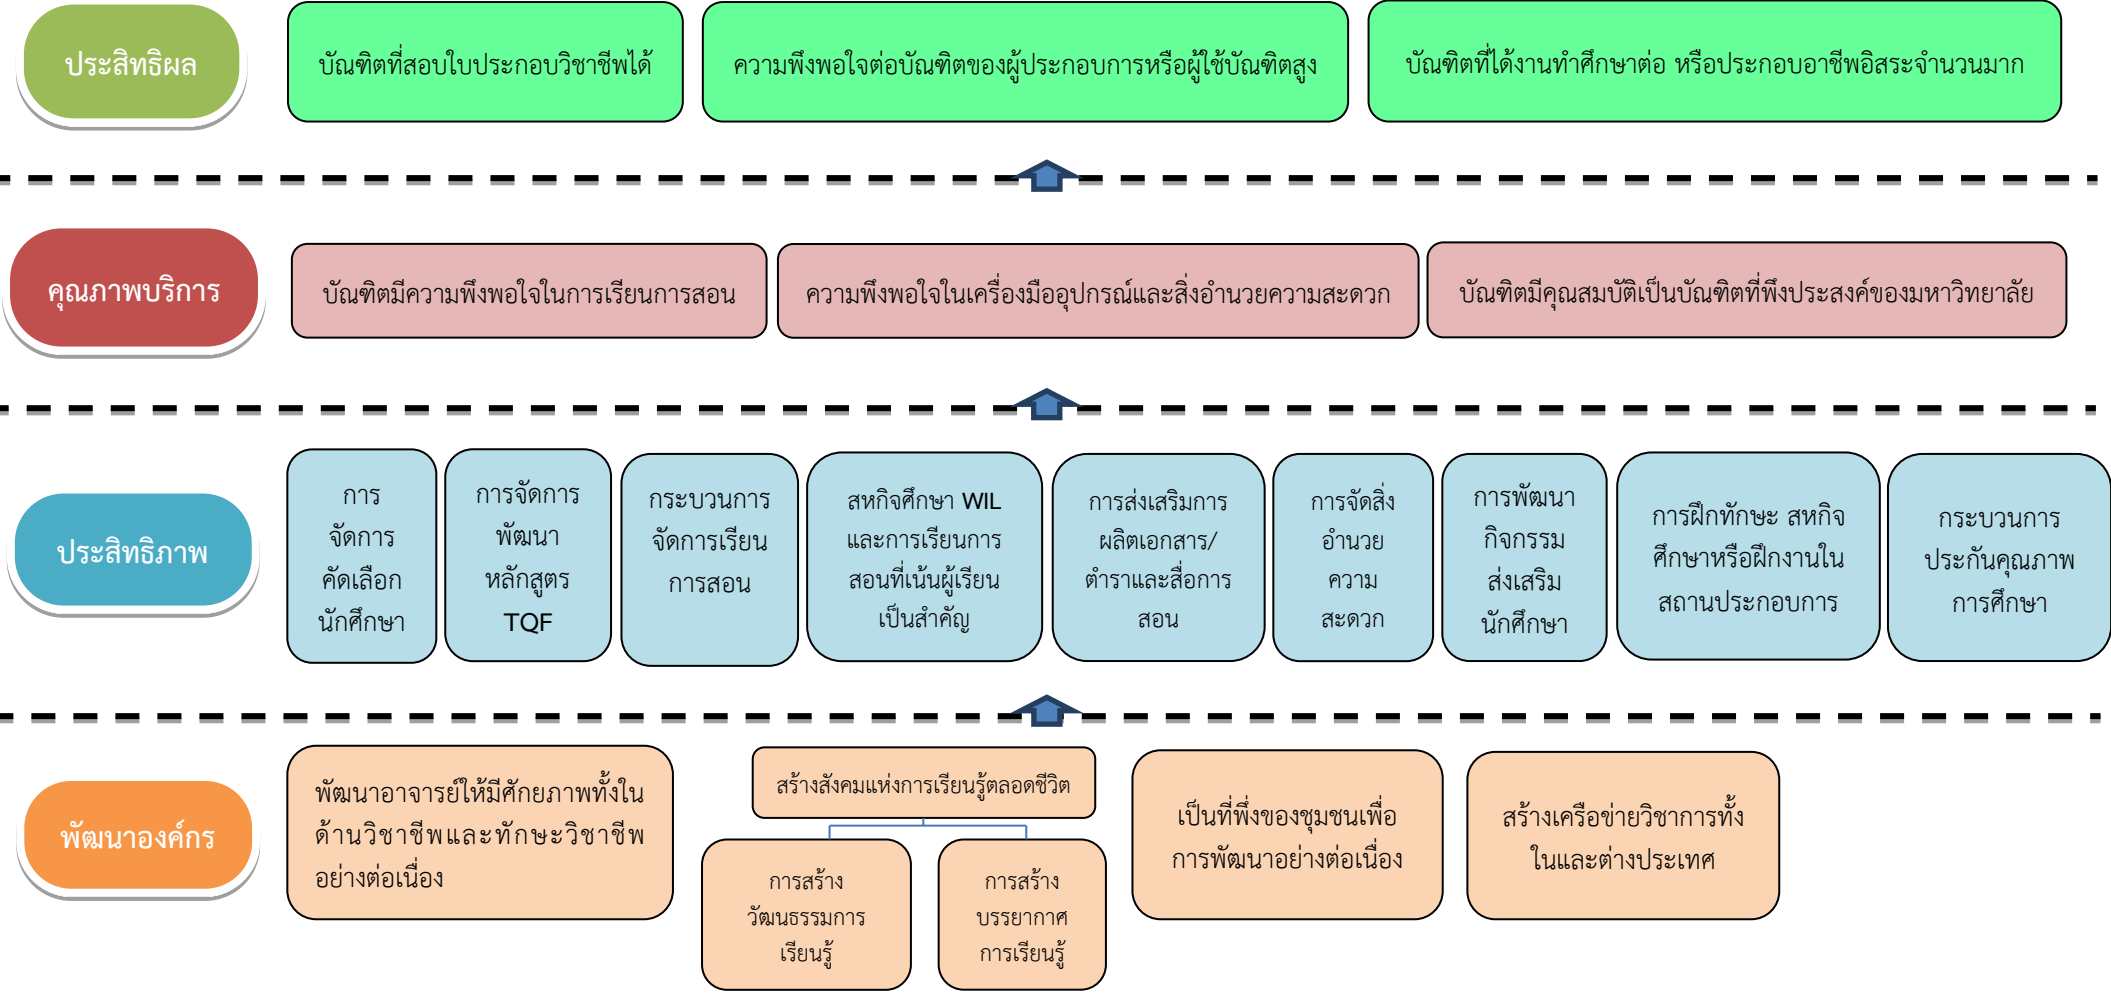 ประสิทธิผล
บัณฑิตที่สอบใบประกอบวิชาชีพได้
ความพึงพอใจต่อบัณฑิตของผู้ประกอบการหรือผู้ใช้บัณฑิตสูง
บัณฑิตที่ได้งานทำศึกษาต่อ หรือประกอบอาชีพอิสระจำนวนมาก
คุณภาพบริการ
บัณฑิตมีความพึงพอใจในการเรียนการสอน
ความพึงพอใจในเครื่องมืออุปกรณ์และสิ่งอำนวยความสะดวก
บัณฑิตมีคุณสมบัติเป็นบัณฑิตที่พึงประสงค์ของมหาวิทยาลัย
ประสิทธิภาพ
การ
จัดการ
คัดเลือก
นักศึกษา
การจัดการ
พัฒนา
หลักสูตร
TQF
กระบวนการ
จัดการเรียน
การสอน
สหกิจศึกษา WIL
และการเรียนการ
สอนที่เน้นผู้เรียน
เป็นสำคัญ
การส่งเสริมการ
ผลิตเอกสาร/
ตำราและสื่อการ
สอน
การจัดสิ่ง
อำนวย
ความ
สะดวก
การพัฒนา
กิจกรรม
ส่งเสริม
นักศึกษา
การฝึกทักษะ สหกิจ
ศึกษาหรือฝึกงานใน
สถานประกอบการ
กระบวนการ
ประกันคุณภาพ
การศึกษา
พัฒนาองค์กร
พัฒนาอาจารย์ให้มีศักยภาพทั้งใน
ด้านวิชาชีพและทักษะวิชาชีพ
อย่างต่อเนื่อง
สร้างสังคมแห่งการเรียนรู้ตลอดชีวิต
การสร้าง
วัฒนธรรมการ
เรียนรู้
การสร้าง
บรรยากาศ
การเรียนรู้
เป็นที่พึ่งของชุมชนเพื่อ
การพัฒนาอย่างต่อเนื่อง
สร้างเครือข่ายวิชาการทั้ง
ในและต่างประเทศ